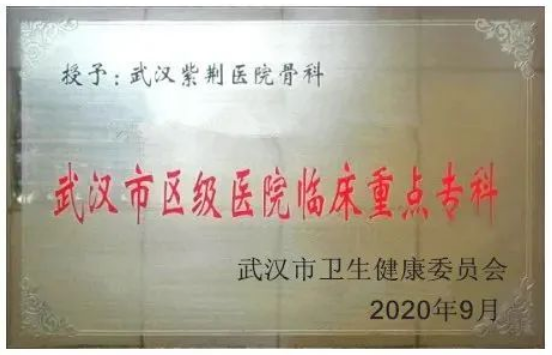 授予：武汉紫荆医院骨科
武汉市区级医院临床重点专科
武汉市卫生健康委员会
2020年9月